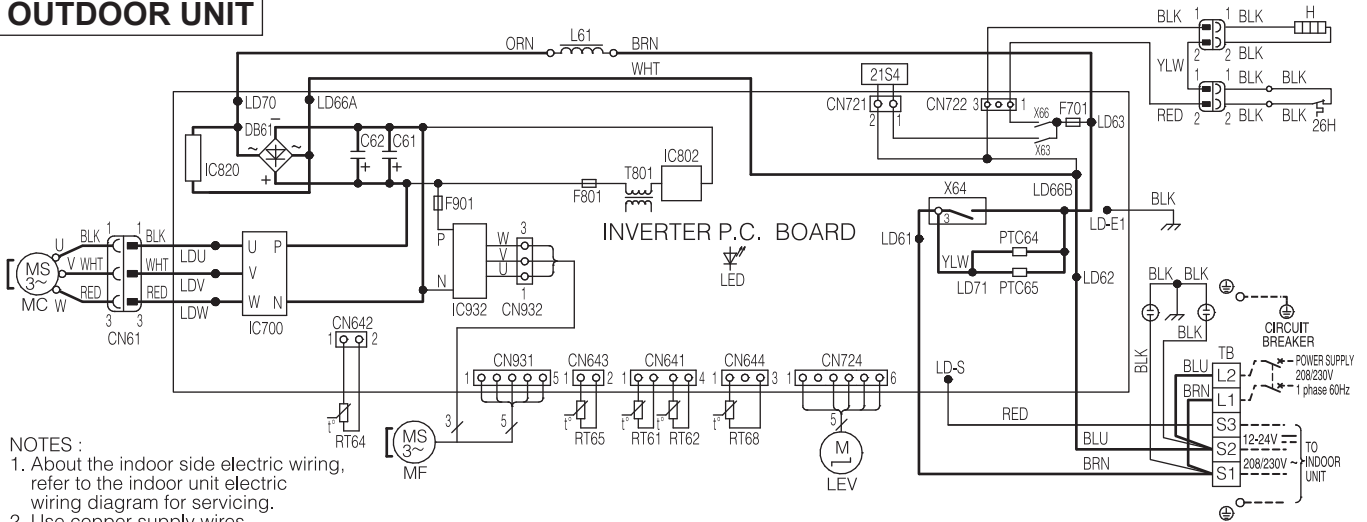 OUTDOOR UNIT
ORN L61 BRN
WHT
BLK 1 1 BLK H
2 2 BLK
YLW
1 1 BLK BLK
RED 2 2 BLK BLK
26H
21S4
CN721
2 1
CN722 3 1
X66 F701
X63
LD63
LD70 LD66A
DB61 −
~ ~
+
IC820
C62 C61
+ +
F801
T801 IC802
F901
INVERTER P.C. BOARD
LED
X64
3
LD66B
LD61
YLW
LD71
PTC64
PTC65
LD62
LD-E1
BLK
U BLK 1 1 BLK LDU U P
V WHT WHT LDV V
W RED 3 3 RED LDW W N
MS
3~
MC
CN61
IC700
P W 3
V
N U 1
IC932 CN932
CN642
1 2
t°
RT64
CN931
1 5
3 5
MS
3~
MF
CN643
1 2
t°
RT65
CN641
1 4
t° t°
RT61 RT62
CN644
1 3
t°
RT68
CN724
1 6
5
M
LEV
LD-S
RED
BLU
BRN
BLK BLK
BLK
BLK
CIRCUIT
BREAKER
TB
BLU L2
BRN L1
S3
S2
S1
POWER SUPPLY
208/230V
1 phase 60Hz
12-24V
208/230V ~
TO
INDOOR
UNIT
NOTES :
1. About the indoor side electric wiring,
refer to the indoor unit electric
wiring diagram for servicing.
2. Use copper supply wires.